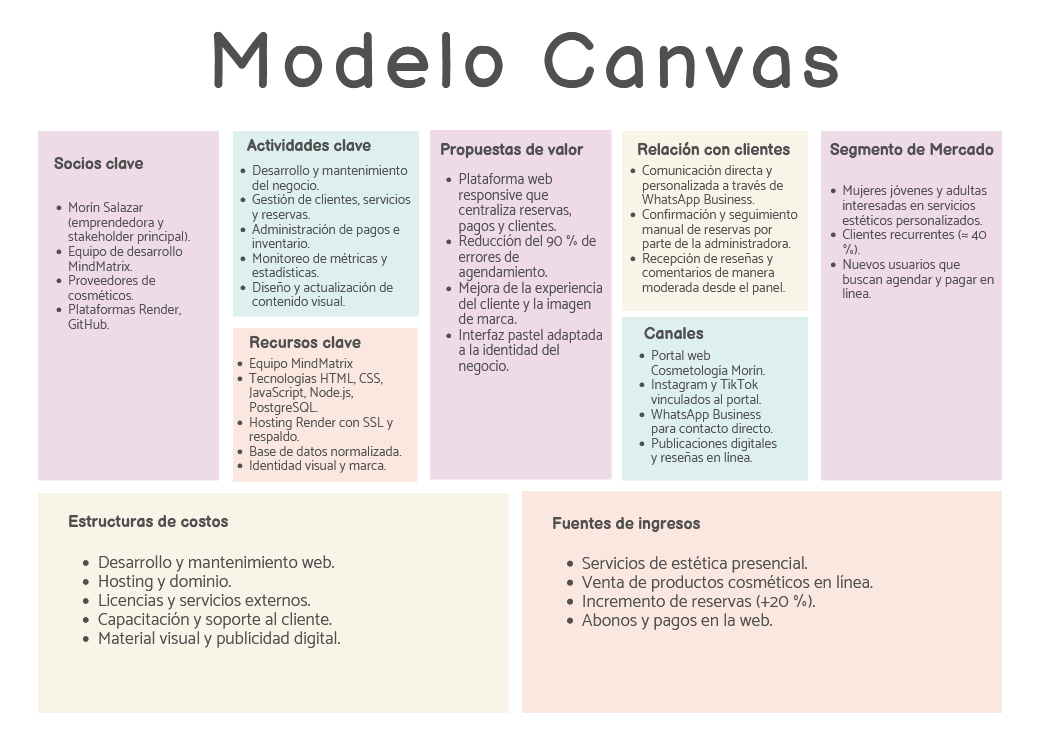 Modelo Canvas
Socios clave
• Morín Salazar
(emprendedora y
stakeholder principal).
• Equipo de desarrollo
MindMatrix.
• Proveedores de
cosméticos.
• Plataformas Render,
GitHub.
Actividades clave
• Desarrollo y mantenimiento
del negocio.
• Gestión de clientes, servicios
y reservas.
• Administración de pagos e
inventario.
• Monitoreo de métricas y
estadísticas.
• Diseño y actualización de
contenido visual.
Recursos clave
• Equipo MindMatrix
• Tecnologías HTML, CSS,
JavaScript, Node.js,
PostgreSQL.
• Hosting Render con SSL y
respaldo.
• Base de datos normalizada.
• Identidad visual y marca.
Propuestas de valor
• Plataforma web
responsive que
centraliza reservas,
pagos y clientes.
• Reducción del 90 % de
errores de
agendamiento.
• Mejora de la experiencia
del cliente y la imagen
de marca.
• Interfaz pastel adaptada
a la identidad del
negocio.
Relación con clientes
• Comunicación directa y
personalizada a través de
WhatsApp Business.
• Confirmación y seguimiento
manual de reservas por
parte de la administradora.
• Recepción de reseñas y
comentarios de manera
moderada desde el panel.
Canales
• Portal web
Cosmetología Morín.
• Instagram y TikTok
vinculados al portal.
• WhatsApp Business
para contacto directo.
• Publicaciones digitales
y reseñas en línea.
Segmento de Mercado
• Mujeres jóvenes y adultas
interesadas en servicios
estéticos personalizados.
• Clientes recurrentes (≈ 40
%).
• Nuevos usuarios que
buscan agendar y pagar en
línea.
Estructuras de costos
• Desarrollo y mantenimiento web.
• Hosting y dominio.
• Licencias y servicios externos.
• Capacitación y soporte al cliente.
• Material visual y publicidad digital.
Fuentes de ingresos
• Servicios de estética presencial.
• Venta de productos cosméticos en línea.
• Incremento de reservas (+20 %).
• Abonos y pagos en la web.